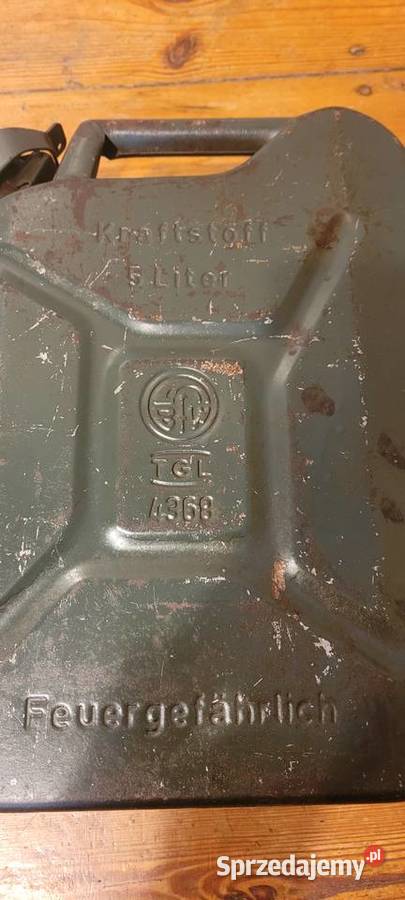 Kraftstoff
5 Liter
TGL
4368
Feuergefährlich
Sprzedajemy.pl